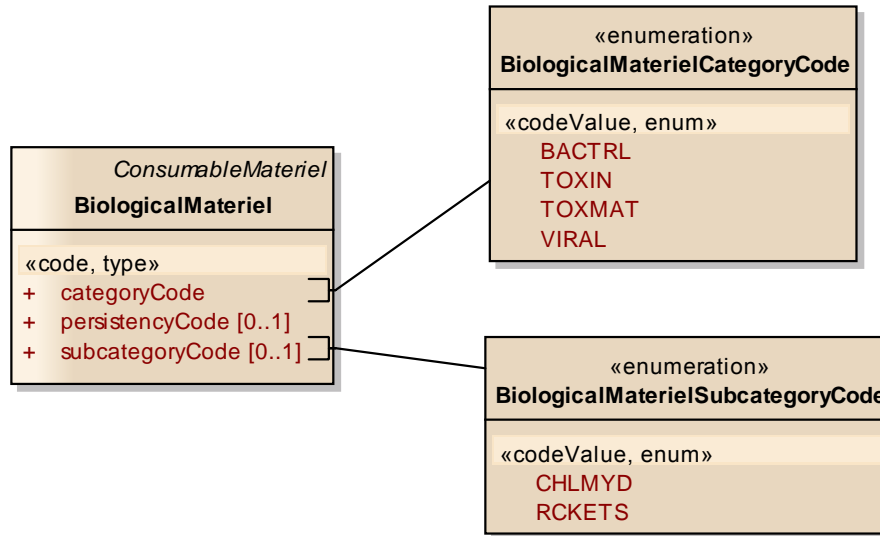 «enumeration»
BiologicalMaterielCategoryCode
«codeValue, enum»
BACTRL
TOXIN
TOXMAT
VIRAL
ConsumableMateriel
BiologicalMateriel
«code, type»
+ categoryCode
+ persistencyCode [0..1]
+ subcategoryCode [0..1]
«enumeration»
BiologicalMaterielSubcategoryCode
«codeValue, enum»
CHLMYD
RCKETS